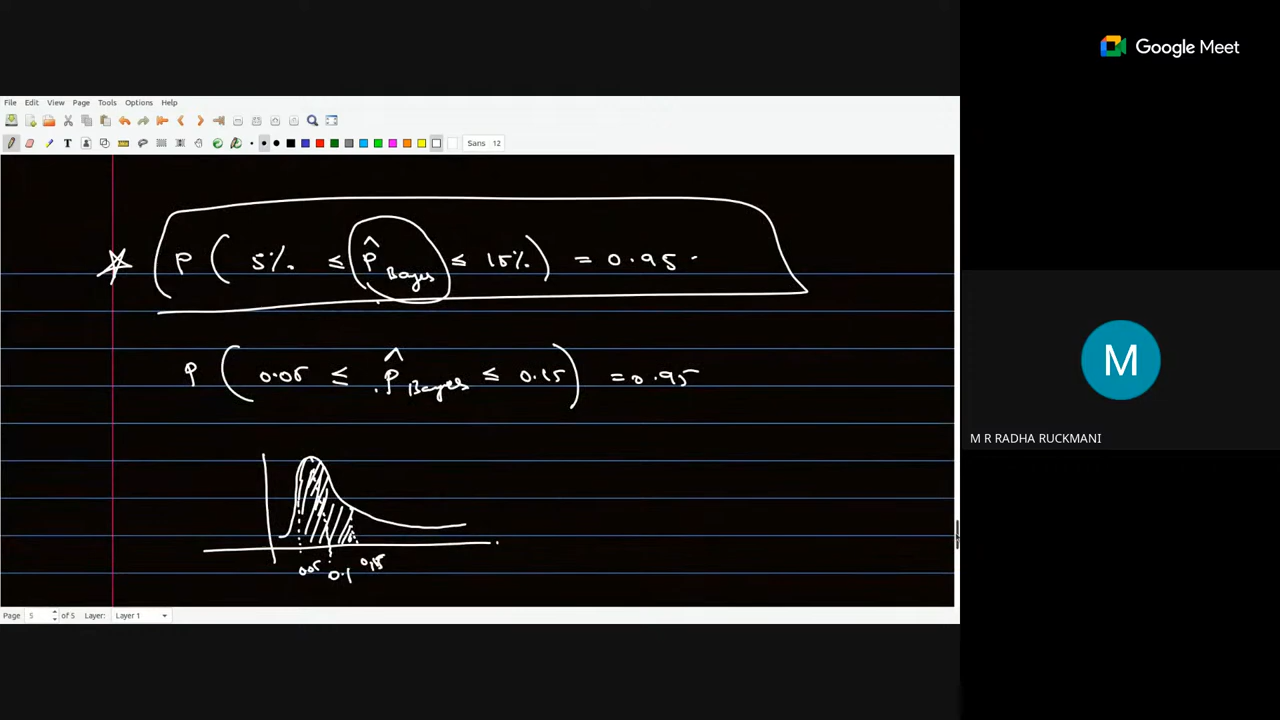 Google Meet
File Edit View Page Tools Options Help
Sans 12
P ( 5% ≤ p̂ Bayes ≤ 15% ) = 0.95
P ( 0.05 ≤ p̂ Bayes ≤ 0.15 ) = 0.95
0.05 0.1 0.15
M
M R RADHA RUCKMANI
Page 5 of 5 Layer: Layer 1